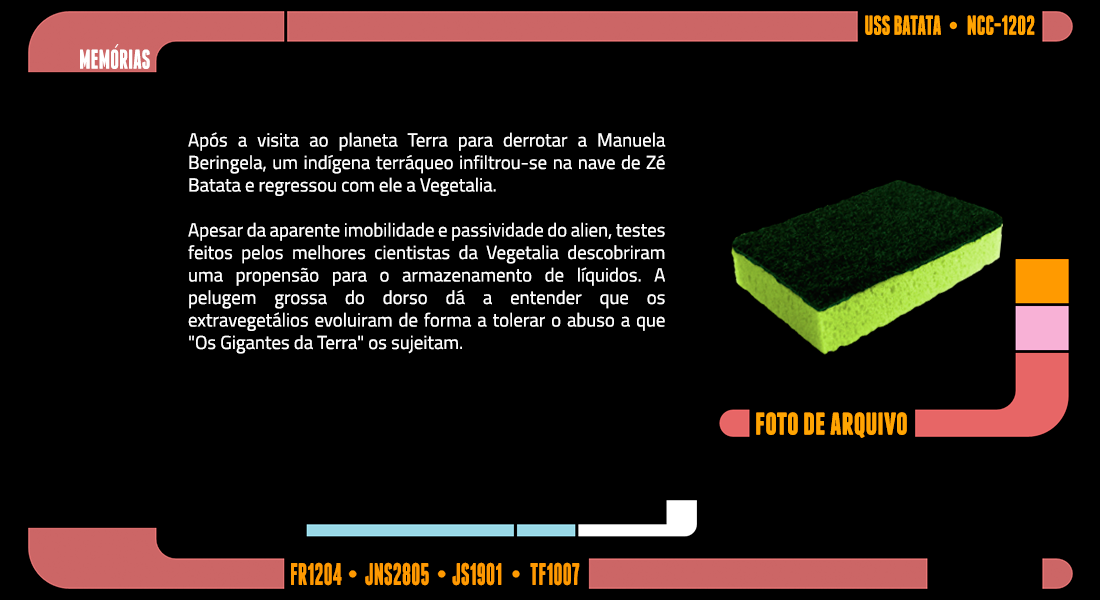 USS BATATA • NCC-1202
MEMÓRIAS
Após a visita ao planeta Terra para derrotar a Manuela
Beringela, um indígena terráqueo infiltrou-se na nave de Zé
Batata e regressou com ele a Vegetalia.
Apesar da aparente imobilidade e passividade do alien, testes
feitos pelos melhores cientistas da Vegetalia descobriram
uma propensão para o armazenamento de líquidos. A
pelugem grossa do dorso dá a entender que os
extravegetálios evoluiram de forma a tolerar o abuso a que
"Os Gigantes da Terra" os sujeitam.
FOTO DE ARQUIVO
FR1204 • JNS2805 • JS1901 • TF1007